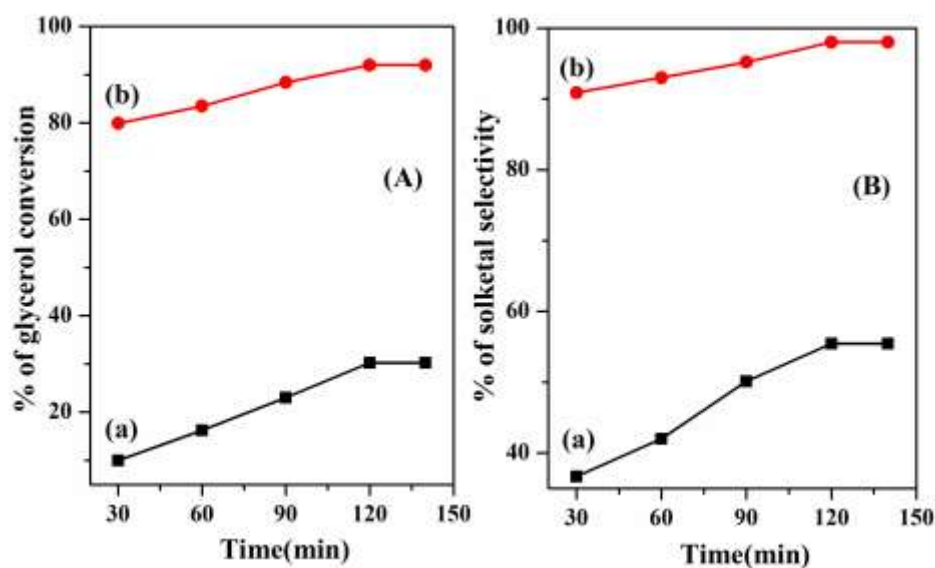 % of glycerol conversion
100
80
60
40
20
(b)
(A)
(a)
30 60 90 120 150
Time(min)
% of solketal selectivity
100
80
60
40
(b)
(B)
(a)
30 60 90 120 150
Time(min)